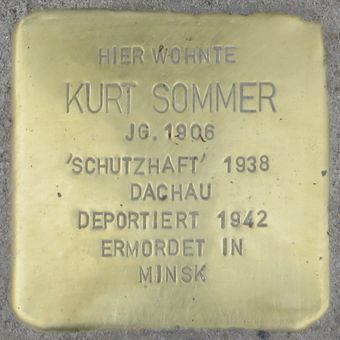 HIER WOHNTE
KURT SOMMER
JG. 1906
'SCHUTZHAFT' 1938
DACHAU
DEPORTIERT 1942
ERMORDET IN
MINSK